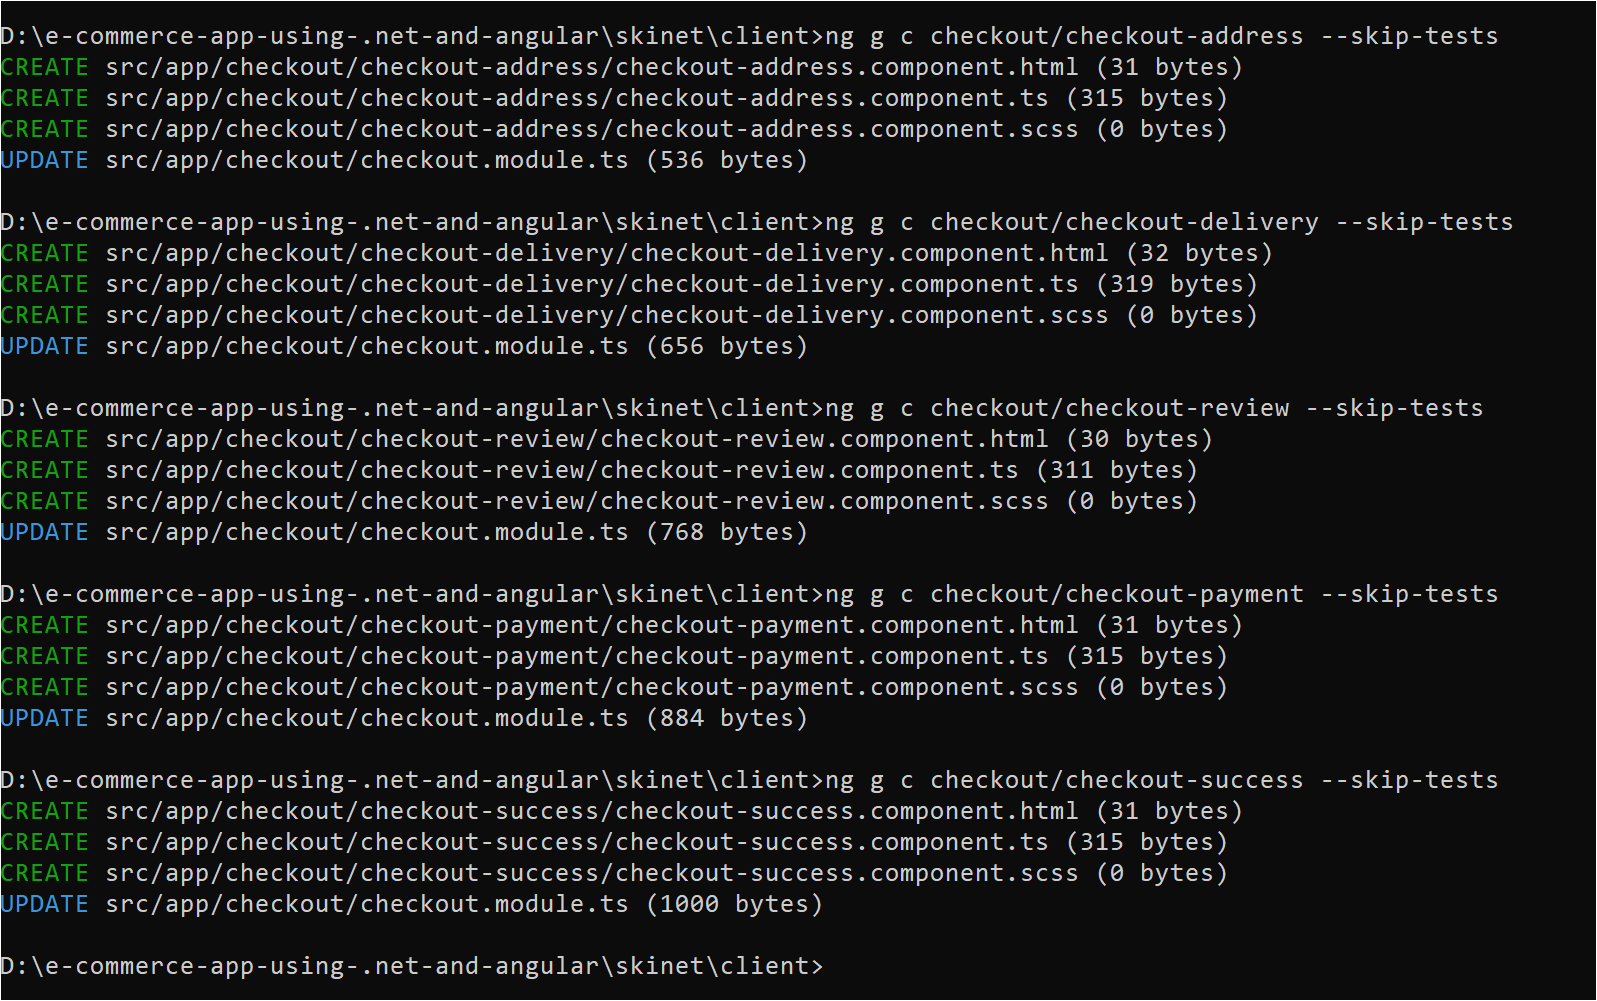 D:\e-commerce-app-using-.net-and-angular\skinet\client>ng g c checkout/checkout-address --skip-tests
CREATE src/app/checkout/checkout-address/checkout-address.component.html (31 bytes)
CREATE src/app/checkout/checkout-address/checkout-address.component.ts (315 bytes)
CREATE src/app/checkout/checkout-address/checkout-address.component.scss (0 bytes)
UPDATE src/app/checkout/checkout.module.ts (536 bytes)
D:\e-commerce-app-using-.net-and-angular\skinet\client>ng g c checkout/checkout-delivery --skip-tests
CREATE src/app/checkout/checkout-delivery/checkout-delivery.component.html (32 bytes)
CREATE src/app/checkout/checkout-delivery/checkout-delivery.component.ts (319 bytes)
CREATE src/app/checkout/checkout-delivery/checkout-delivery.component.scss (0 bytes)
UPDATE src/app/checkout/checkout.module.ts (656 bytes)
D:\e-commerce-app-using-.net-and-angular\skinet\client>ng g c checkout/checkout-review --skip-tests
CREATE src/app/checkout/checkout-review/checkout-review.component.html (30 bytes)
CREATE src/app/checkout/checkout-review/checkout-review.component.ts (311 bytes)
CREATE src/app/checkout/checkout-review/checkout-review.component.scss (0 bytes)
UPDATE src/app/checkout/checkout.module.ts (768 bytes)
D:\e-commerce-app-using-.net-and-angular\skinet\client>ng g c checkout/checkout-payment --skip-tests
CREATE src/app/checkout/checkout-payment/checkout-payment.component.html (31 bytes)
CREATE src/app/checkout/checkout-payment/checkout-payment.component.ts (315 bytes)
CREATE src/app/checkout/checkout-payment/checkout-payment.component.scss (0 bytes)
UPDATE src/app/checkout/checkout.module.ts (884 bytes)
D:\e-commerce-app-using-.net-and-angular\skinet\client>ng g c checkout/checkout-success --skip-tests
CREATE src/app/checkout/checkout-success/checkout-success.component.html (31 bytes)
CREATE src/app/checkout/checkout-success/checkout-success.component.ts (315 bytes)
CREATE src/app/checkout/checkout-success/checkout-success.component.scss (0 bytes)
UPDATE src/app/checkout/checkout.module.ts (1000 bytes)
D:\e-commerce-app-using-.net-and-angular\skinet\client>